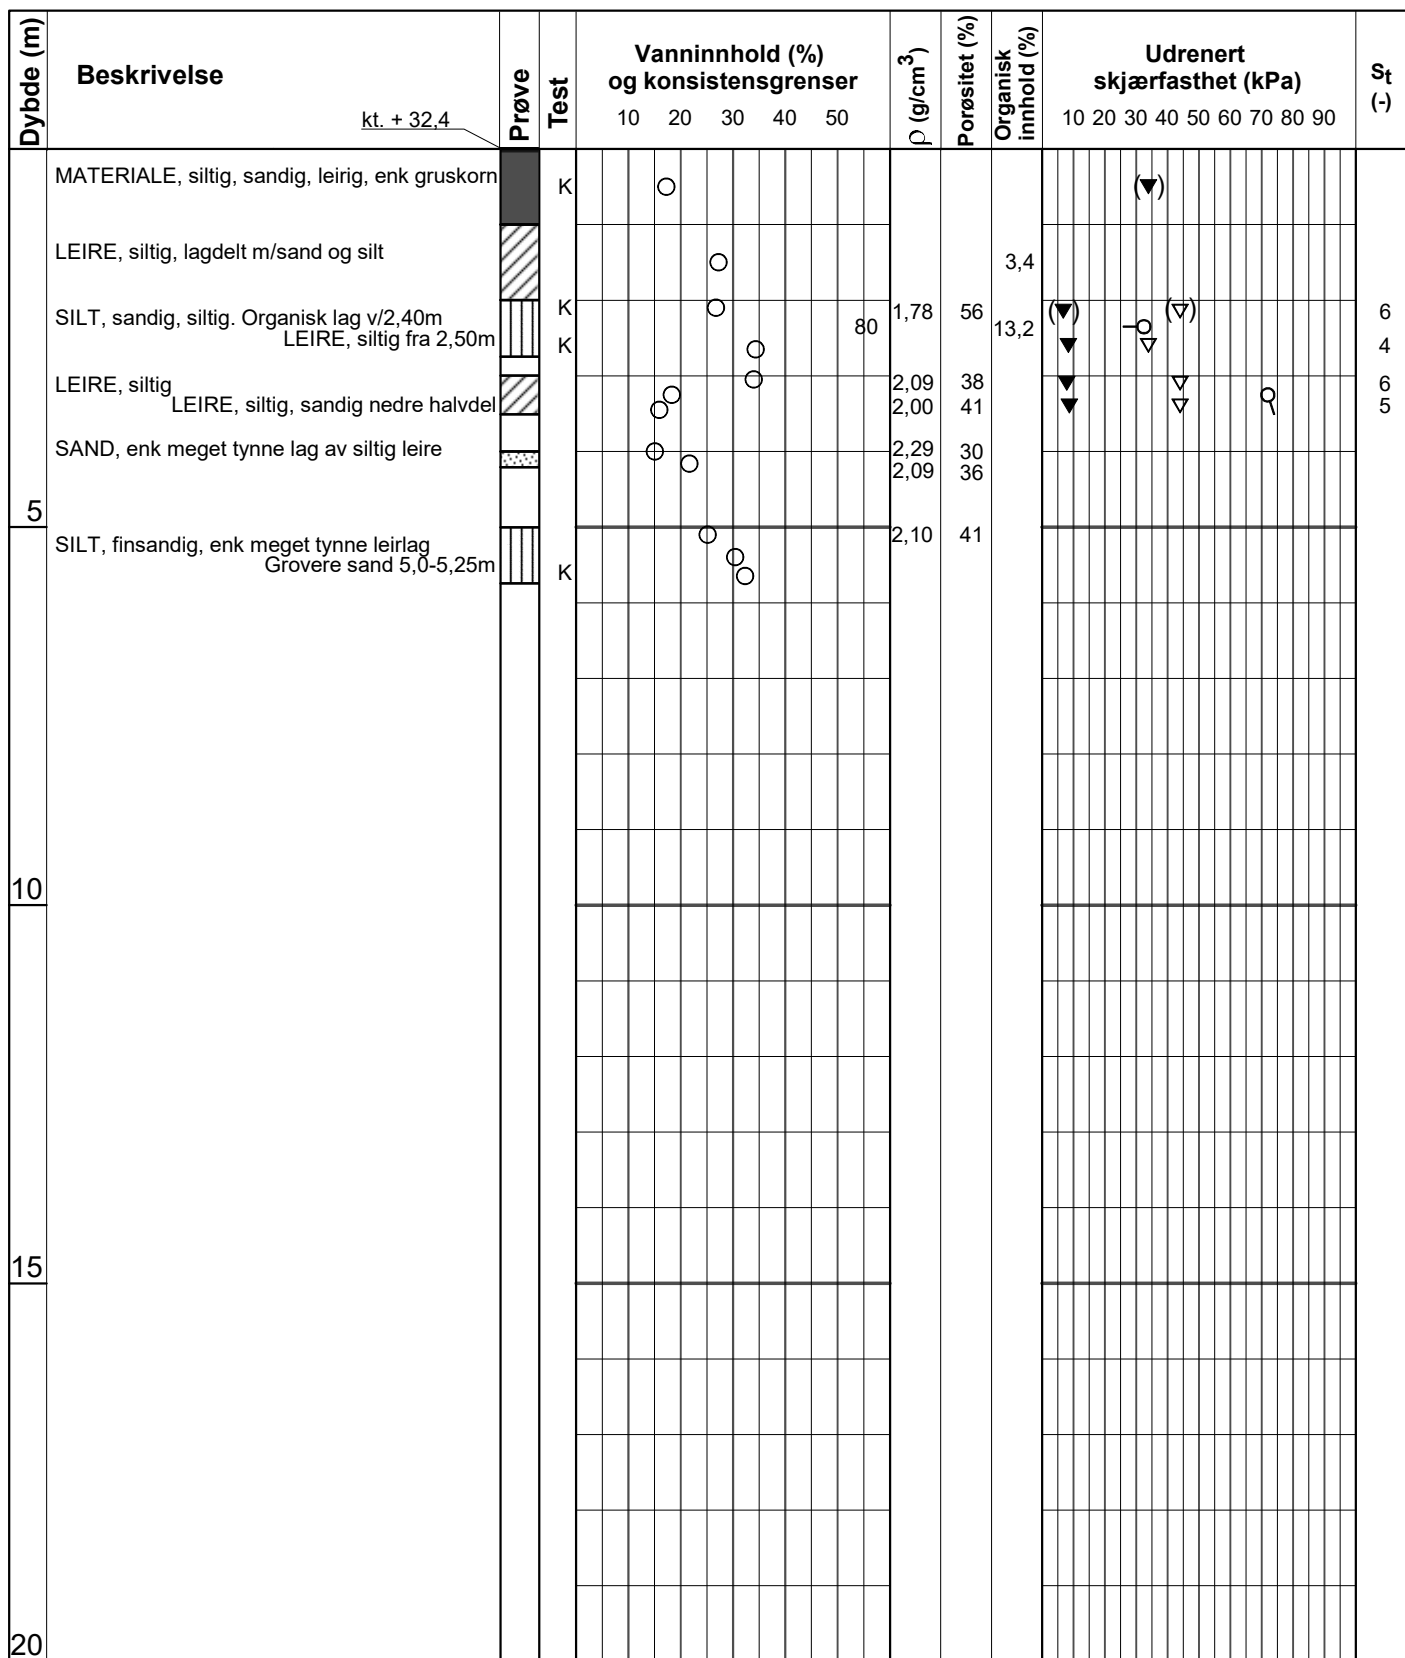 Dybde (m)
Beskrivelse
kt. + 32,4
Prøve
Test
Vanninnhold (%)
og konsistensgrenser
10 20 30 40 50
ρ (g/cm³)
Porøsitet (%)
Organisk
innhold (%)
Udrenert
skjærfasthet (kPa)
10 20 30 40 50 60 70 80 90
St
(-)
MATERIALE, siltig, sandig, leirig, enk gruskorn
K
LEIRE, siltig, lagdelt m/sand og silt
3,4
K
1,78 56 6
SILT, sandig, siltig. Organisk lag v/2,40m
80 13,2
LEIRE, siltig fra 2,50m
K 4
LEIRE, siltig
2,09 38 6
LEIRE, siltig, sandig nedre halvdel
2,00 41 5
SAND, enk meget tynne lag av siltig leire
2,29 30
2,09 36
5
SILT, finsandig, enk meget tynne leirlag
2,10 41
Grovere sand 5,0-5,25m
K
10
15
20